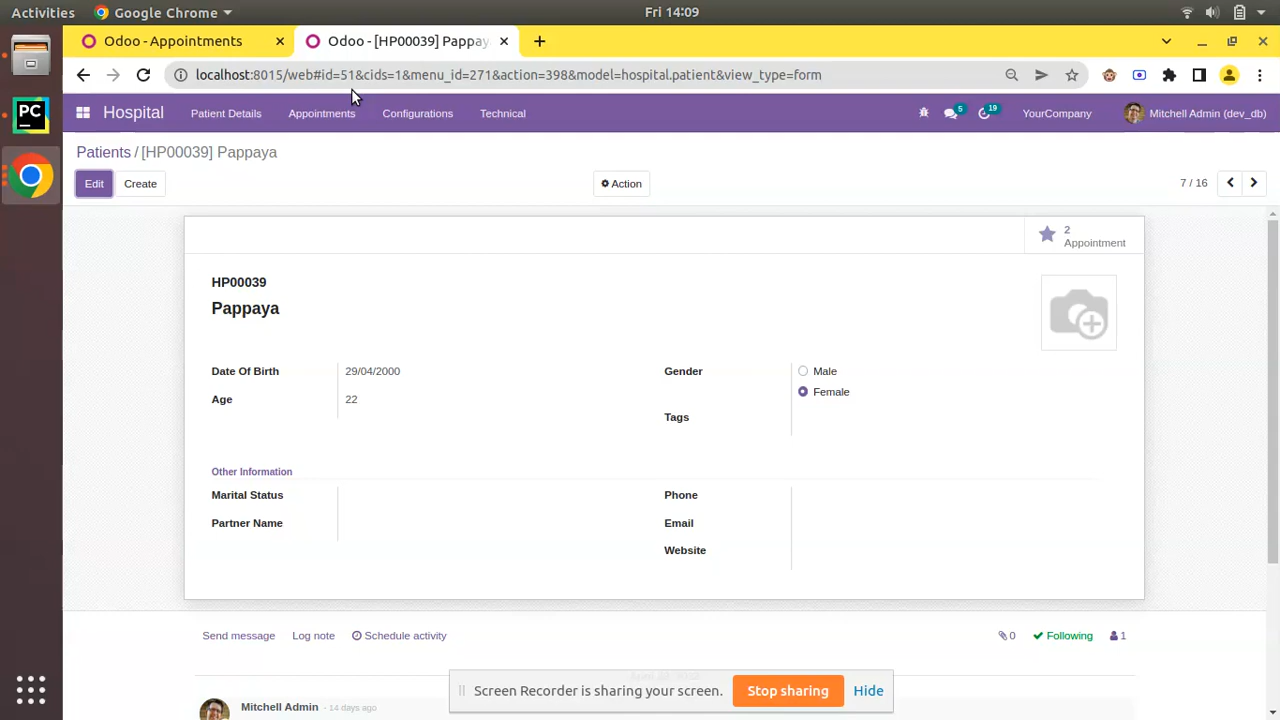 Activities Google Chrome Fri 14:09
Odoo - Appointments Odoo - [HP00039] Pappay
localhost:8015/web#id=51&cids=1&menu_id=271&action=398&model=hospital.patient&view_type=form
Hospital Patient Details Appointments Configurations Technical 5 19 YourCompany Mitchell Admin (dev_db)
Patients / [HP00039] Pappaya
Edit Create Action 7 / 16
2
Appointment
HP00039
Pappaya
Date Of Birth 29/04/2000 Gender Male
Age 22 Female
Tags
Other Information
Marital Status Phone
Partner Name Email
Website
Send message Log note Schedule activity 0 Following 1
Screen Recorder is sharing your screen. Stop sharing Hide
Mitchell Admin - 14 days ago
PC